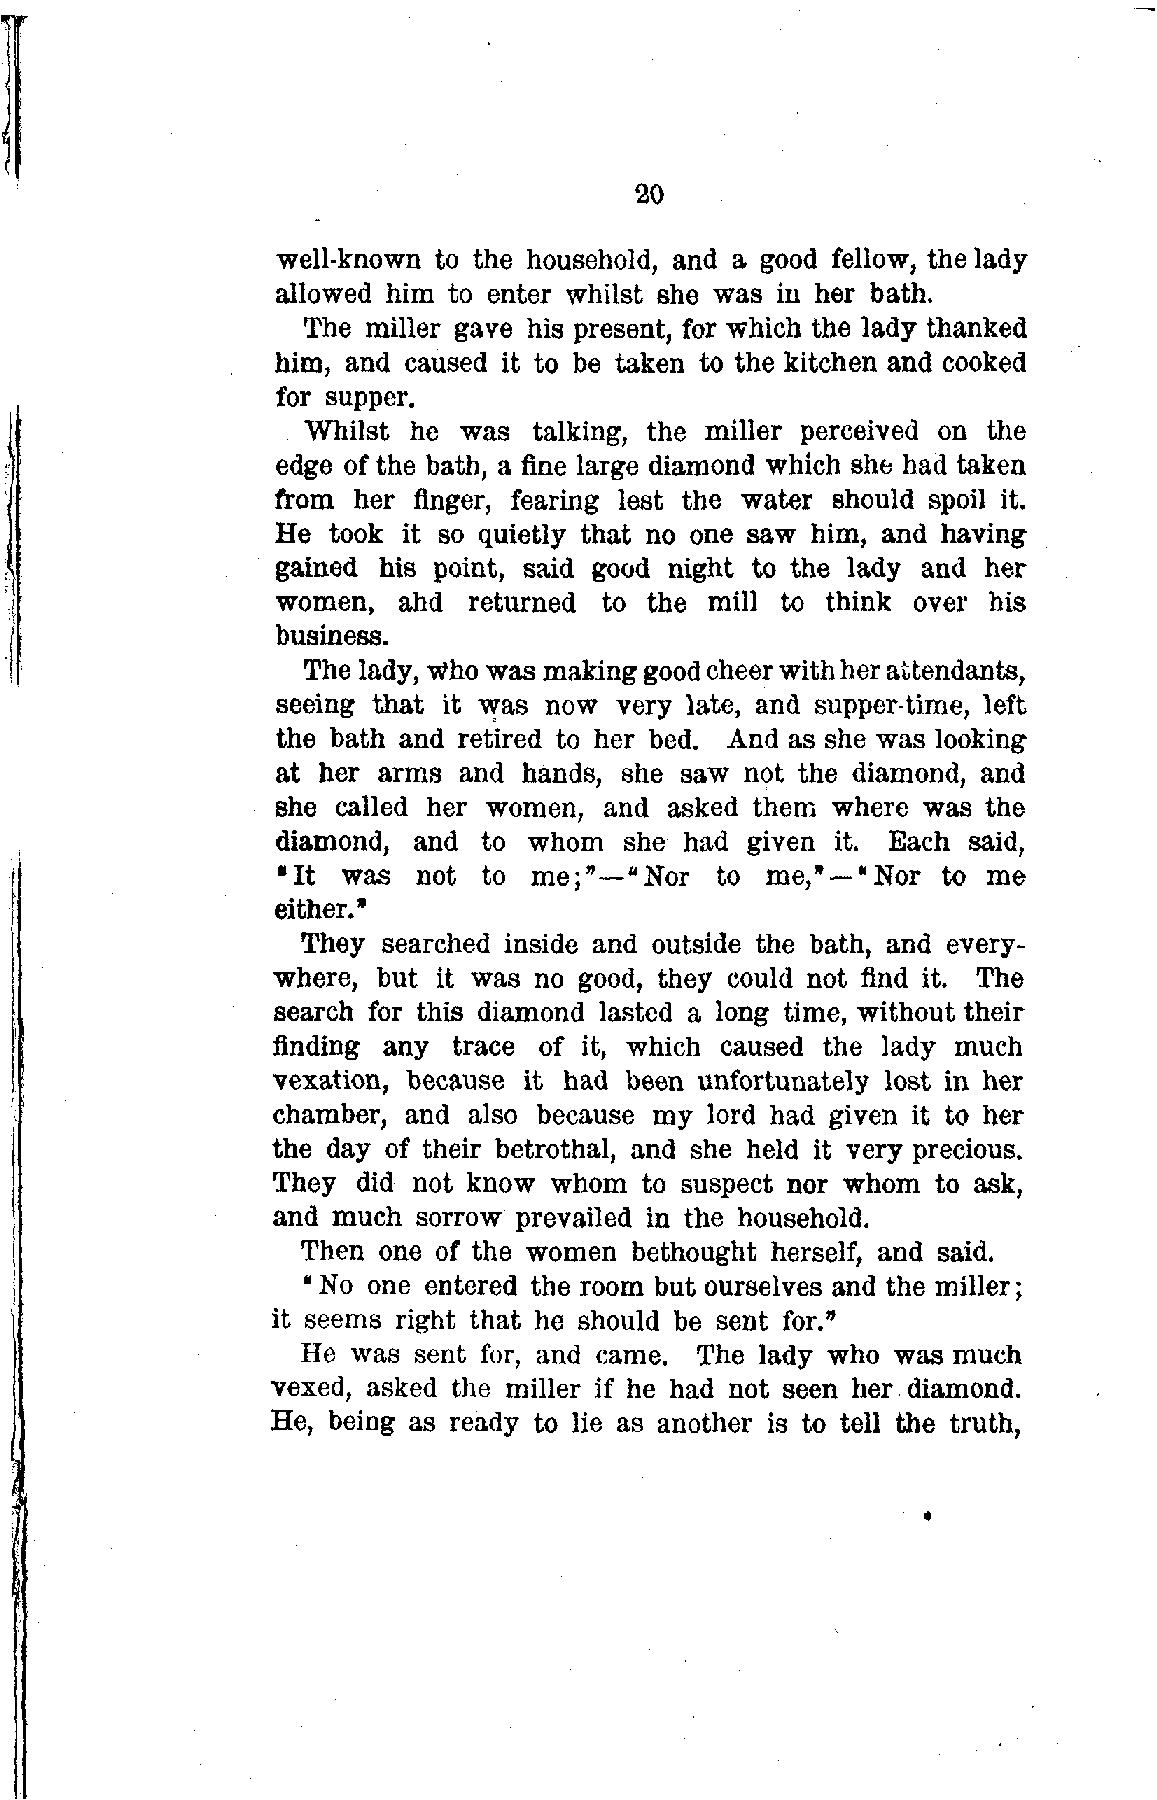 20
well-known to the household, and a good fellow, the lady
allowed him to enter whilst she was in her bath.
The miller gave his present, for which the lady thanked
him, and caused it to be taken to the kitchen and cooked
for supper.
Whilst he was talking, the miller perceived on the
edge of the bath, a fine large diamond which she had taken
from her finger, fearing lest the water should spoil it.
He took it so quietly that no one saw him, and having
gained his point, said good night to the lady and her
women, ahd returned to the mill to think over his
business.
The lady, who was making good cheer with her attendants,
seeing that it was now very late, and supper-time, left
the bath and retired to her bed. And as she was looking
at her arms and hands, she saw not the diamond, and
she called her women, and asked them where was the
diamond, and to whom she had given it. Each said,
"It was not to me;"—"Nor to me,"—"Nor to me
either."
They searched inside and outside the bath, and every-
where, but it was no good, they could not find it. The
search for this diamond lasted a long time, without their
finding any trace of it, which caused the lady much
vexation, because it had been unfortunately lost in her
chamber, and also because my lord had given it to her
the day of their betrothal, and she held it very precious.
They did not know whom to suspect nor whom to ask,
and much sorrow prevailed in the household.
Then one of the women bethought herself, and said.
"No one entered the room but ourselves and the miller;
it seems right that he should be sent for."
He was sent for, and came. The lady who was much
vexed, asked the miller if he had not seen her diamond.
He, being as ready to lie as another is to tell the truth,